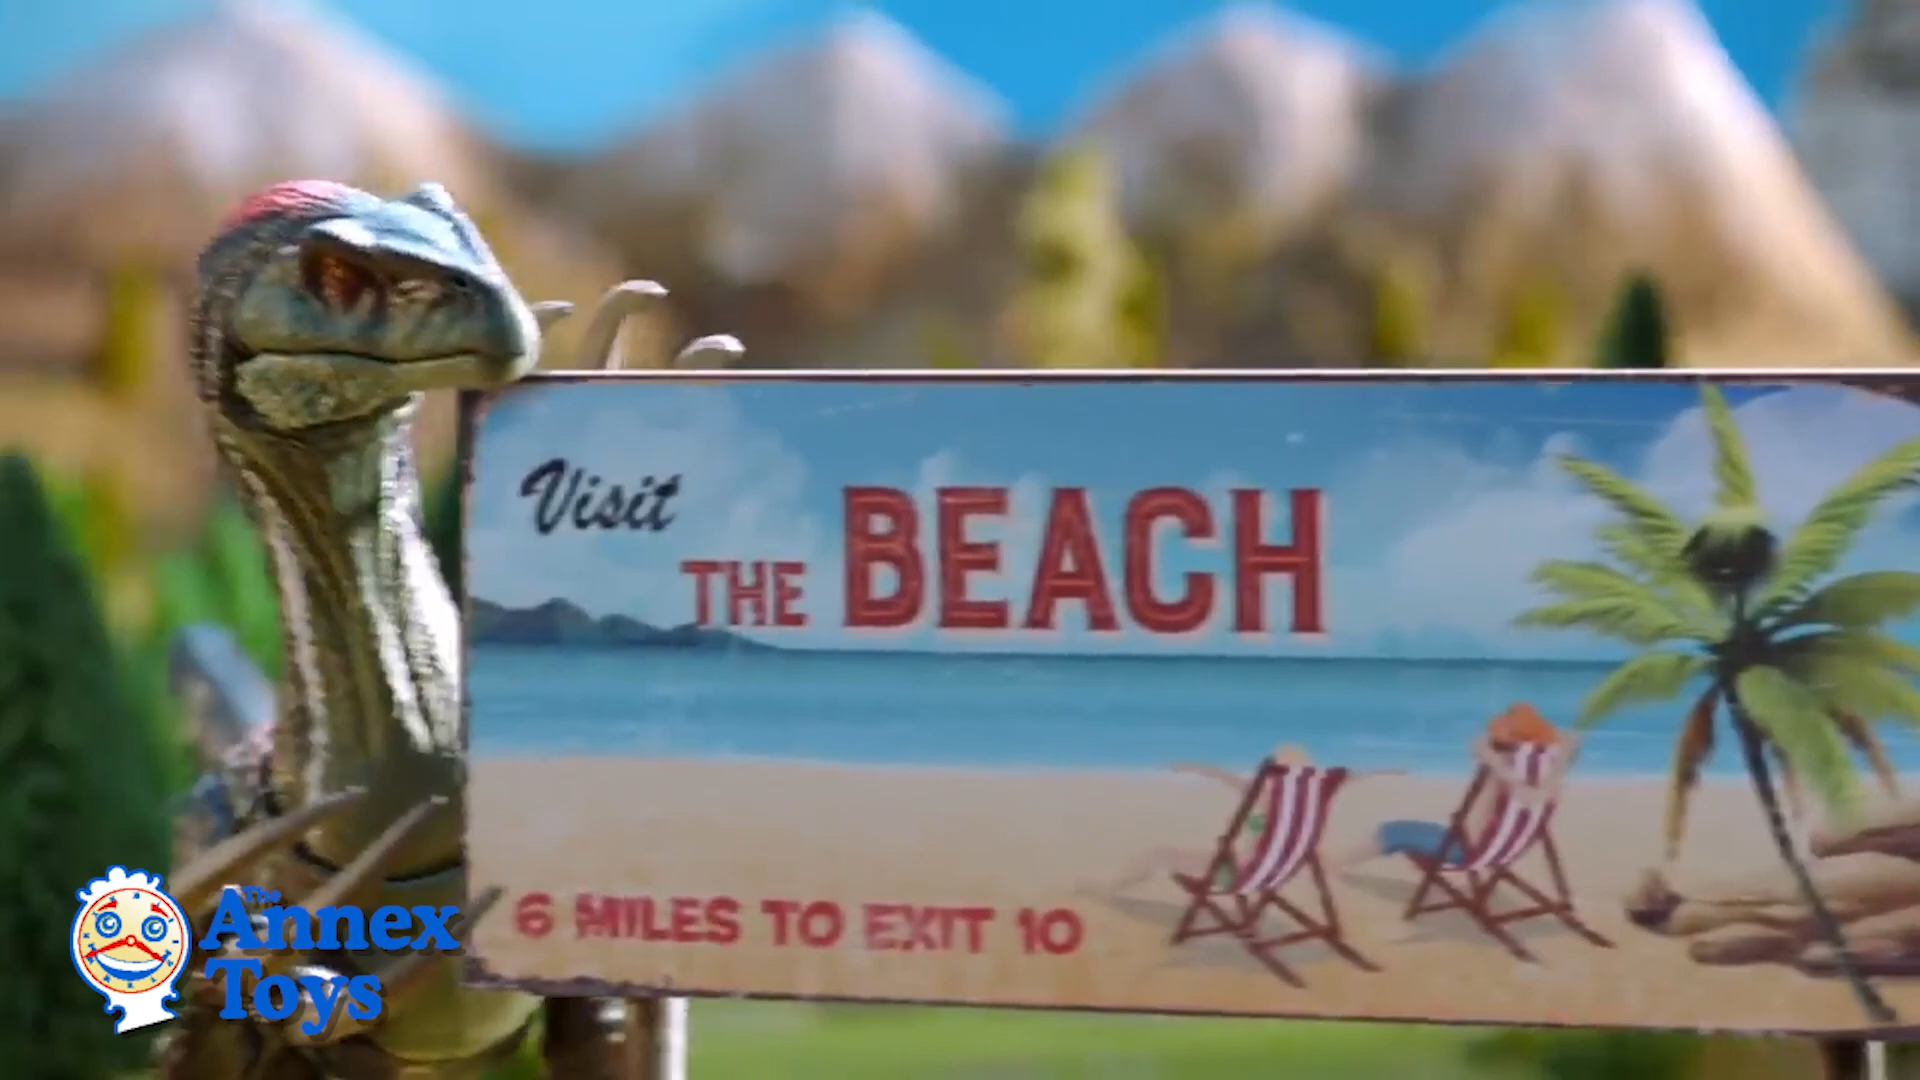 Visit
THE BEACH
6 MILES TO EXIT 10
The
Annex
Toys